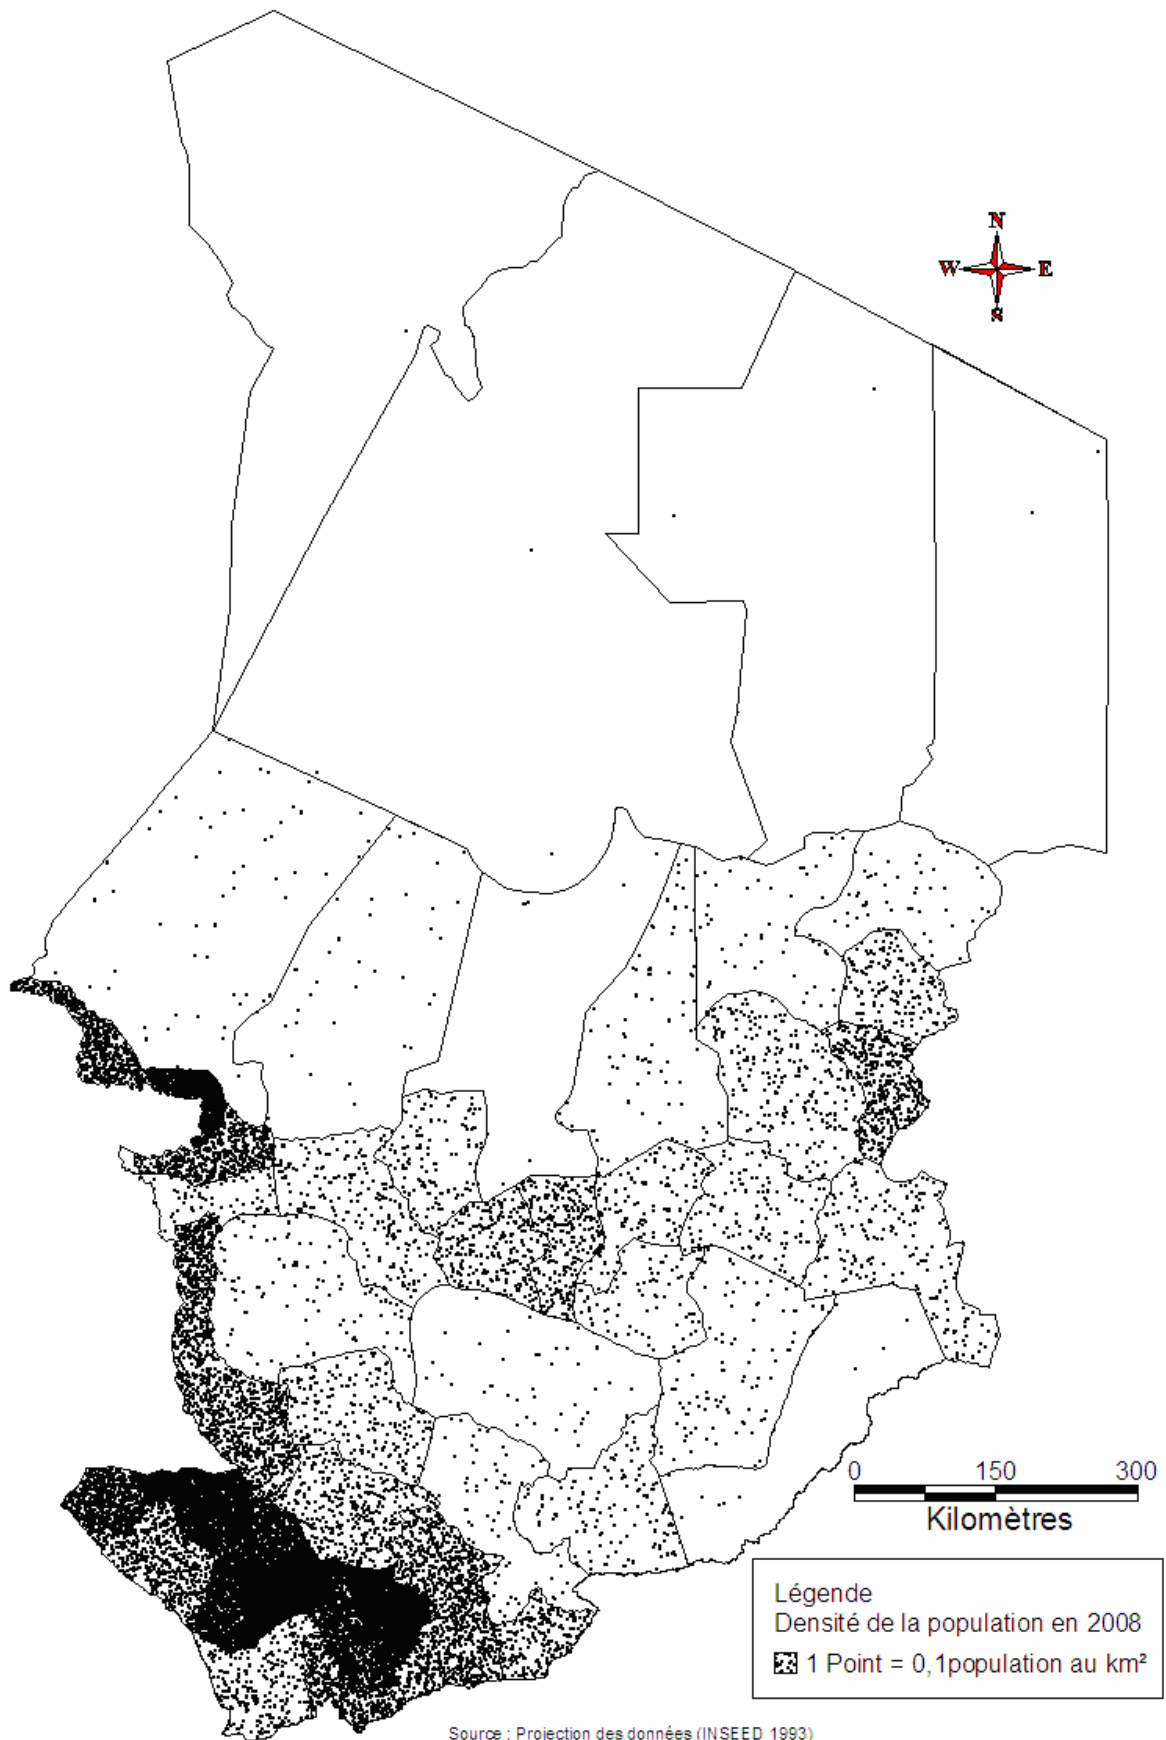 N
W E
S
0 150 300
Kilomètres
Légende
Densité de la population en 2008
1 Point = 0,1population au km²
Source : Projection des données (INSEED 1993)